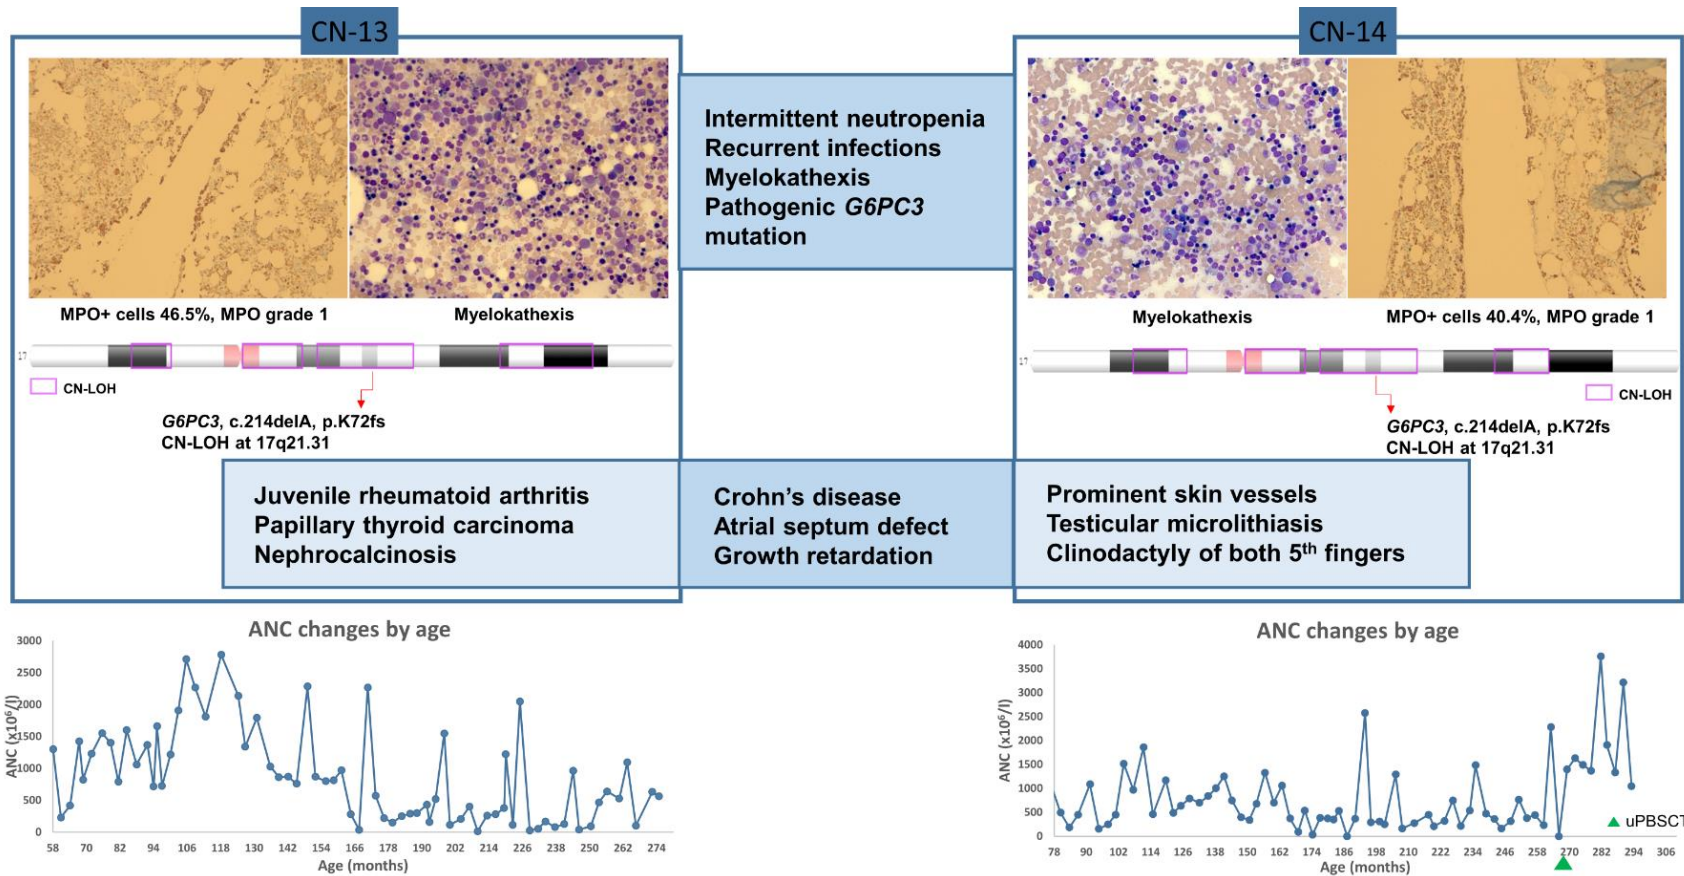 CN-13
CN-14
Intermittent neutropenia
Recurrent infections
Myelokathexis
Pathogenic G6PC3
mutation
MPO+ cells 46.5%, MPO grade 1
Myelokathexis
17
CN-LOH
G6PC3, c.214delA, p.K72fs
CN-LOH at 17q21.31
Myelokathexis
MPO+ cells 40.4%, MPO grade 1
17
CN-LOH
G6PC3, c.214delA, p.K72fs
CN-LOH at 17q21.31
Juvenile rheumatoid arthritis
Papillary thyroid carcinoma
Nephrocalcinosis
Crohn’s disease
Atrial septum defect
Growth retardation
Prominent skin vessels
Testicular microlithiasis
Clinodactyly of both 5th fingers
ANC changes by age
ANC (x10⁶/l)
3000
2500
2000
1500
1000
500
0
58 70 82 94 106 118 130 142 154 166 178 190 202 214 226 238 250 262 274
Age (months)
ANC changes by age
ANC (x10⁶/l)
4000
3500
3000
2500
2000
1500
1000
500
0
uPBSCT
78 90 102 114 126 138 150 162 174 186 198 210 222 234 246 258 270 282 294 306
Age (months)